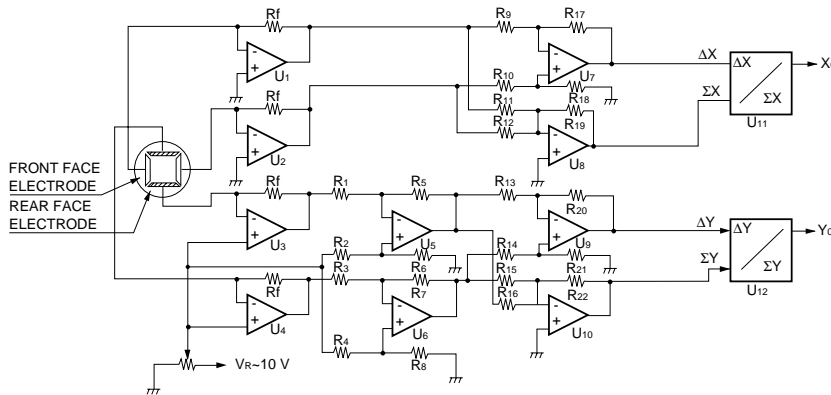 Rf
R9
R17
U1
U7
ΔX
ΔX
ΣX
ΣX
U11
Rf
R10
R18
R11
R12
R19
U2
U8
FRONT FACE
ELECTRODE
REAR FACE
ELECTRODE
Rf
R1
R5
R13
R20
U3
U5
U9
ΔY
ΔY
ΣY
ΣY
U12
R2
R14
Rf
R3
R6
R15
R21
R7
R16
R22
U4
U6
U10
R4
R8
VR~10 V